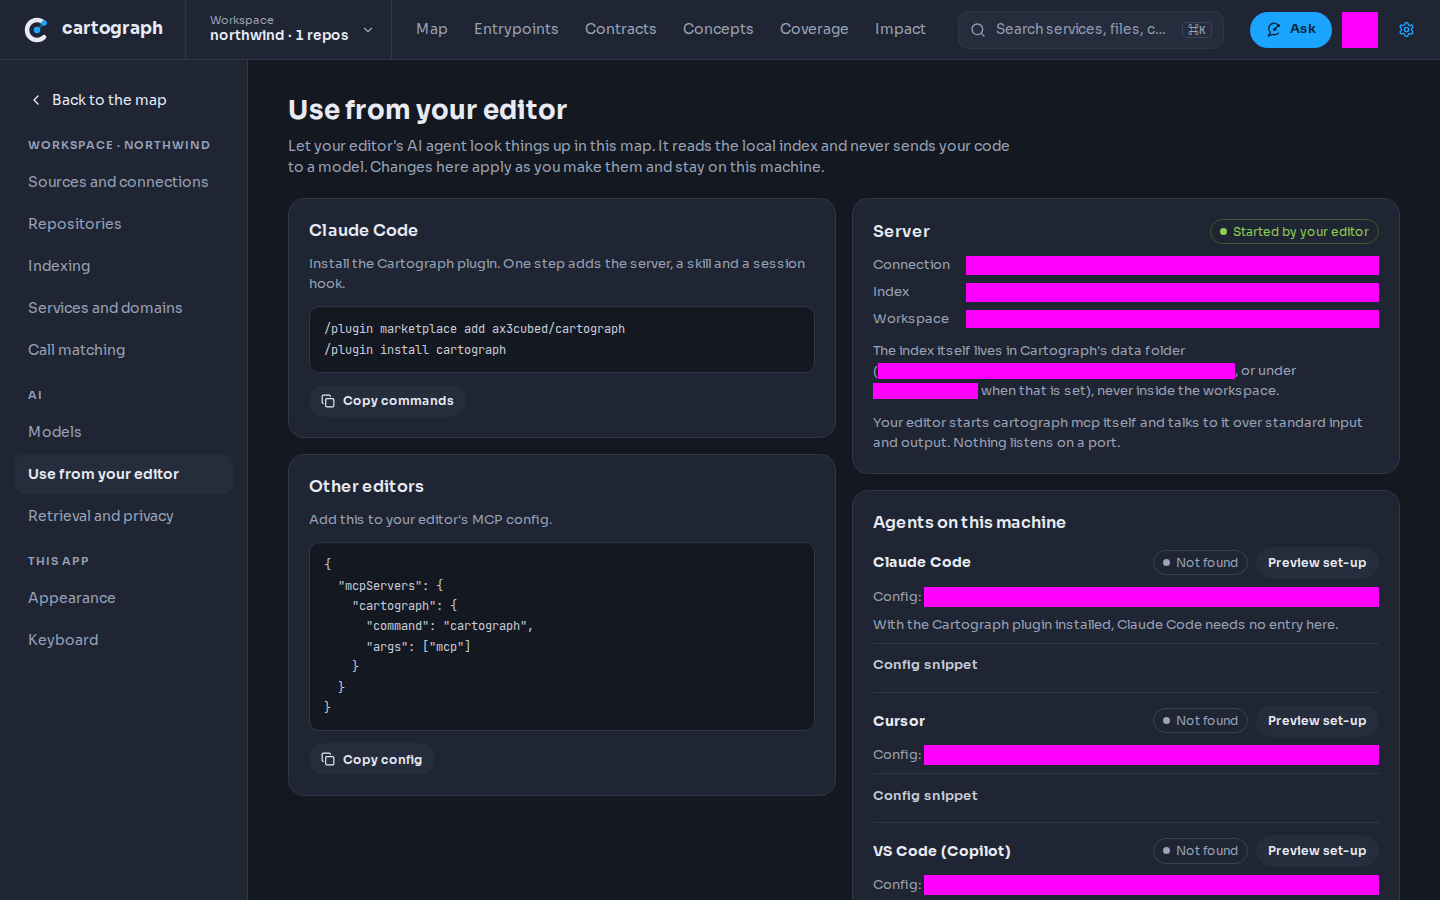 cartograph
Workspace
northwind · 1 repos
Map
Entrypoints
Contracts
Concepts
Coverage
Impact
Search services, files, c...
⌘K
Ask
Back to the map
WORKSPACE · NORTHWIND
Sources and connections
Repositories
Indexing
Services and domains
Call matching
AI
Models
Use from your editor
Retrieval and privacy
THIS APP
Appearance
Keyboard
Use from your editor
Let your editor's AI agent look things up in this map. It reads the local index and never sends your code
to a model. Changes here apply as you make them and stay on this machine.
Claude Code
Install the Cartograph plugin. One step adds the server, a skill and a session
hook.
/plugin marketplace add ax3cubed/cartograph
/plugin install cartograph
Copy commands
Other editors
Add this to your editor's MCP config.
{
  "mcpServers": {
    "cartograph": {
      "command": "cartograph",
      "args": ["mcp"]
    }
  }
}
Copy config
Server
Started by your editor
Connection
Index
Workspace
The index itself lives in Cartograph's data folder
(, or under
when that is set), never inside the workspace.
Your editor starts cartograph mcp itself and talks to it over standard input
and output. Nothing listens on a port.
Agents on this machine
Claude Code
Not found
Preview set-up
Config:
With the Cartograph plugin installed, Claude Code needs no entry here.
Config snippet
Cursor
Not found
Preview set-up
Config:
Config snippet
VS Code (Copilot)
Not found
Preview set-up
Config: